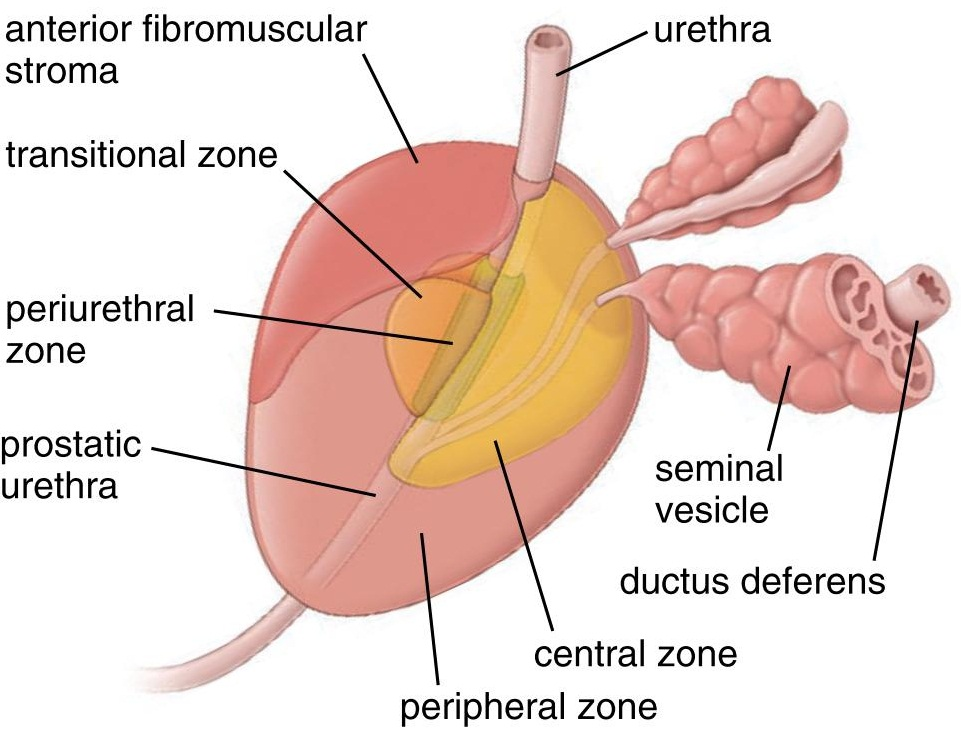 anterior fibromuscular
stroma
urethra
transitional zone
periurethral
zone
prostatic
urethra
seminal
vesicle
ductus deferens
central zone
peripheral zone